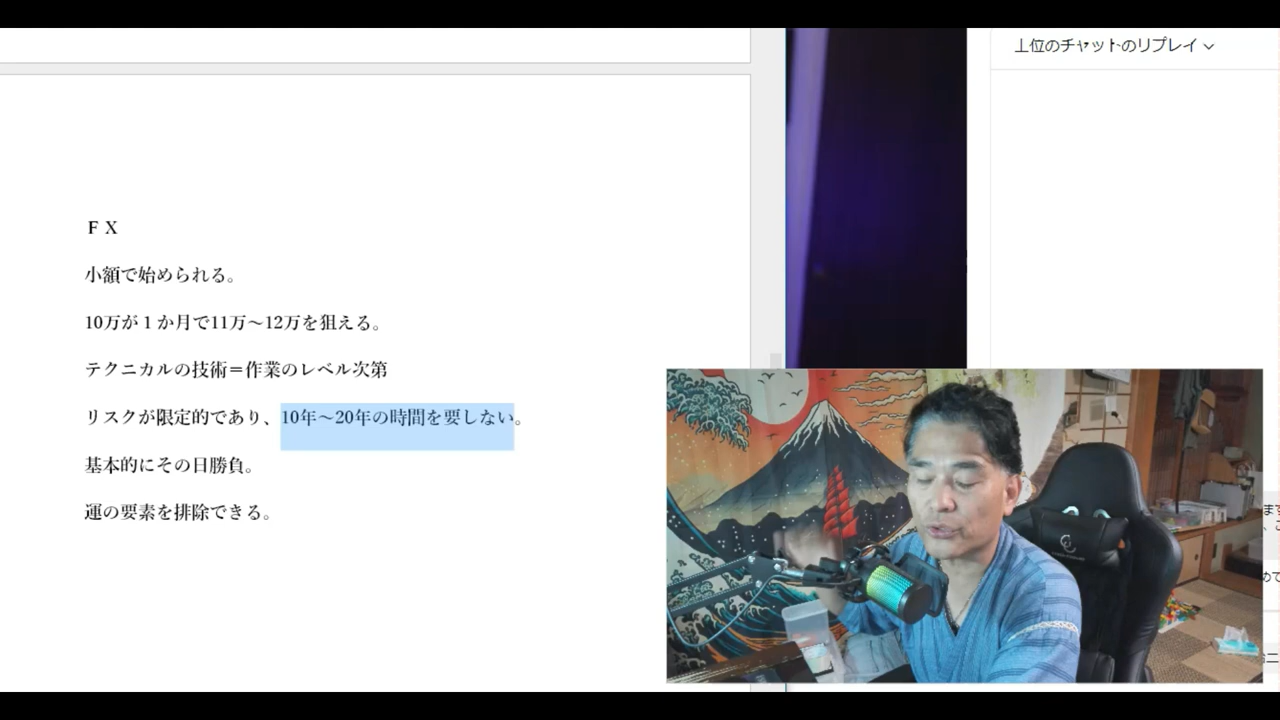 上位のチャットのリプレイ
ＦＸ
小額で始められる。
10万が１か月で11万～12万を狙える。
テクニカルの技術＝作業のレベル次第
リスクが限定的であり、10年～20年の時間を要しない。
基本的にその日勝負。
運の要素を排除できる。
ます
めて